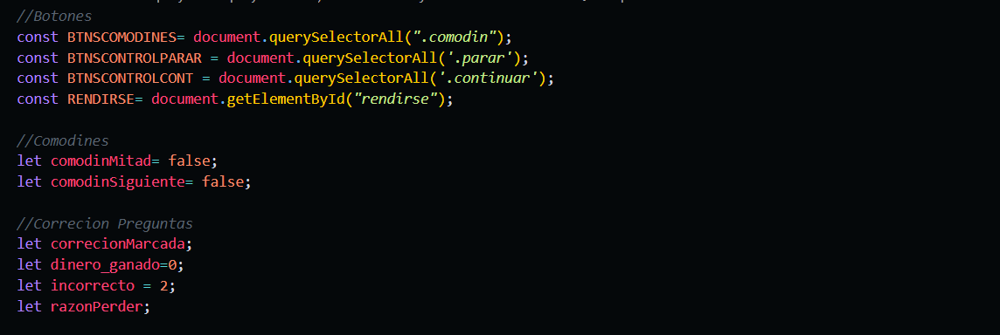 //Botones
const BTNSCOMODINES= document.querySelectorAll(".comodin");
const BTNSCONTROLPARAR = document.querySelectorAll('.parar');
const BTNSCONTROLCONT = document.querySelectorAll('.continuar');
const RENDIRSE= document.getElementById("rendirse");
//Comodines
let comodinMitad= false;
let comodinSiguiente= false;
//Correcion Preguntas
let correcionMarcada;
let dinero_ganado=0;
let incorrecto = 2;
let razonPerder;